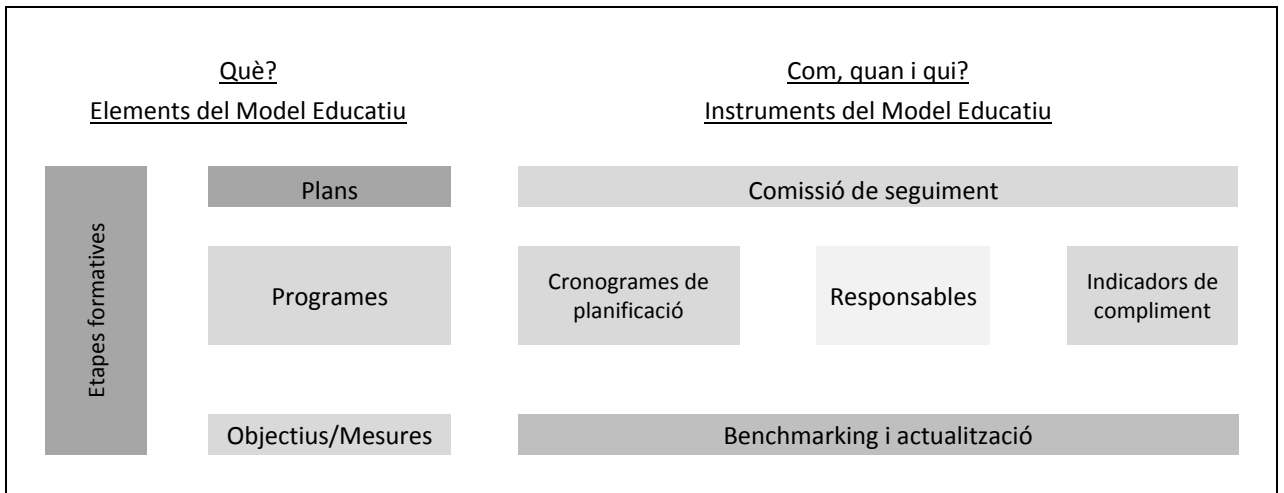 Què?
Elements del Model Educatiu
Com, quan i qui?
Instruments del Model Educatiu
Etapes formatives
Plans
Programes
Objectius/Mesures
Comissió de seguiment
Cronogrames de
planificació
Responsables
Indicadors de
compliment
Benchmarking i actualització